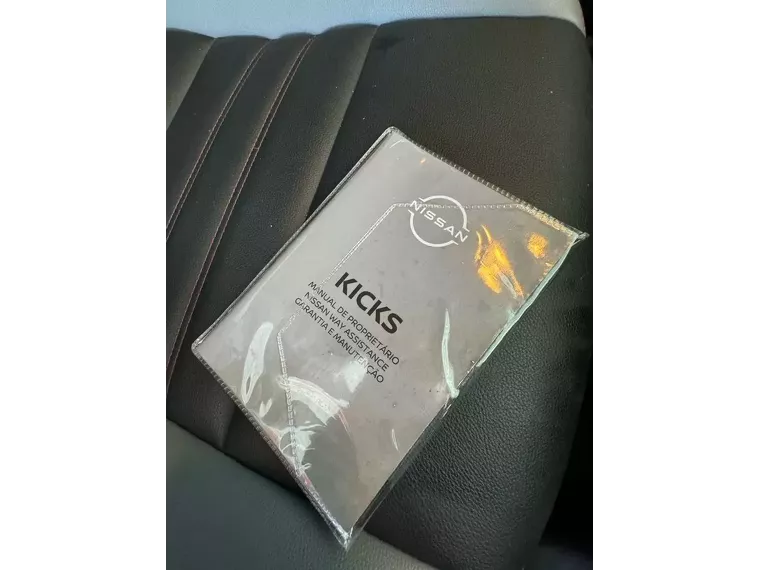 NISSAN
KICKS
MANUAL DE PROPRIETÁRIO
NISSAN WAY ASSISTANCE
GARANTIA E MANUTENÇÃO